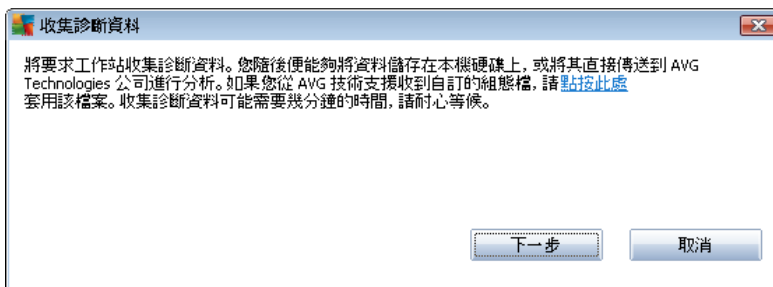 收集診斷資料
將要求工作站收集診斷資料。您隨後便能夠將資料儲存在本機硬碟上, 或將其直接傳送到 AVG
Technologies 公司進行分析。如果您從 AVG 技術支援收到自訂的組態檔, 請點按此處
套用該檔案。收集診斷資料可能需要幾分鐘的時間, 請耐心等候。
下一步
取消